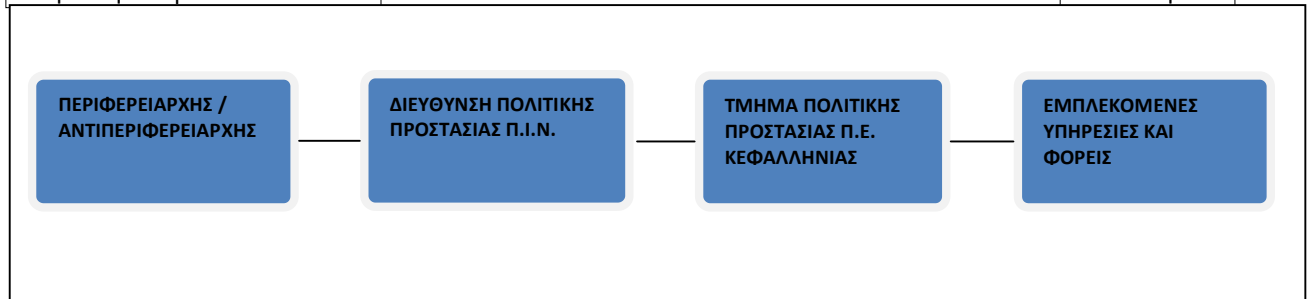 ΠΕΡΙΦΕΡΕΙΑΡΧΗΣ /
ΑΝΤΙΠΕΡΙΦΕΡΕΙΑΡΧΗΣ
ΔΙΕΥΘΥΝΣΗ ΠΟΛΙΤΙΚΗΣ
ΠΡΟΣΤΑΣΙΑΣ Π.Ι.Ν.
ΤΜΗΜΑ ΠΟΛΙΤΙΚΗΣ
ΠΡΟΣΤΑΣΙΑΣ Π.Ε.
ΚΕΦΑΛΛΗΝΙΑΣ
ΕΜΠΛΕΚΟΜΕΝΕΣ
ΥΠΗΡΕΣΙΕΣ ΚΑΙ
ΦΟΡΕΙΣ